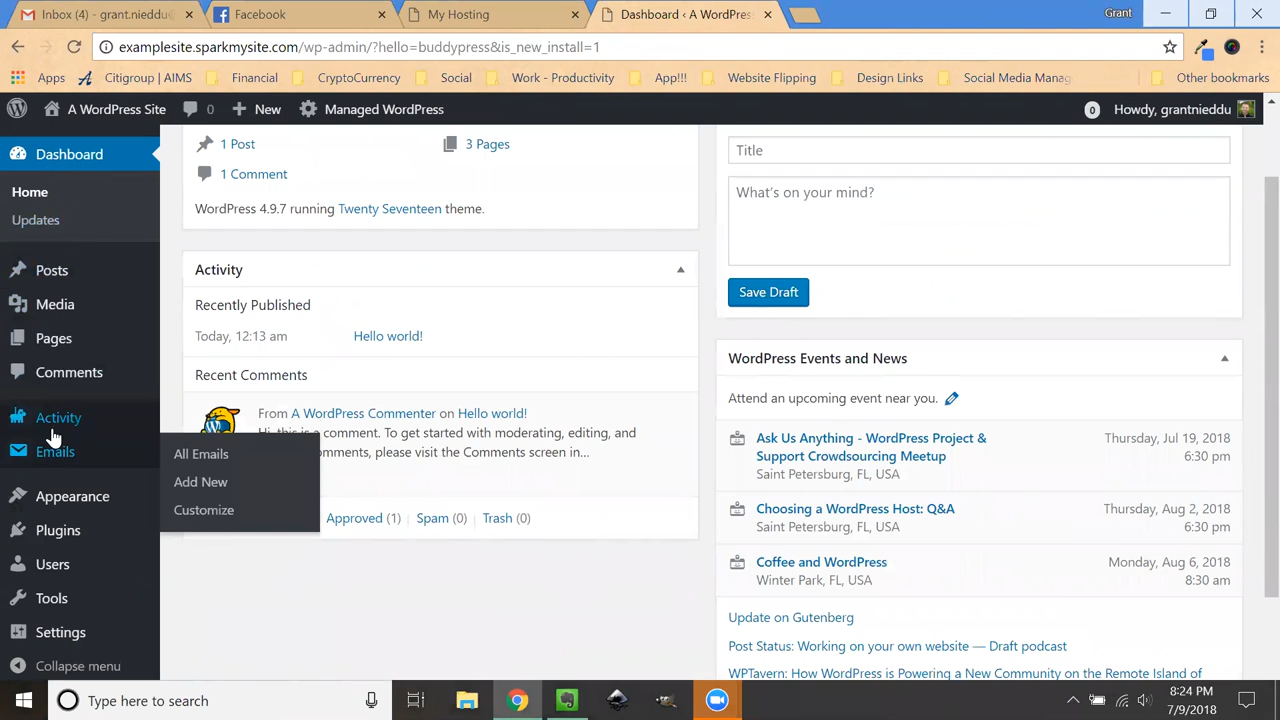 Inbox (4) - grant.nieddu@
Facebook
My Hosting
Dashboard ‹ A WordPres
Grant
examplesite.sparkmysite.com/wp-admin/?hello=buddypress&is_new_install=1
Apps
Citigroup | AIMS
Financial
CryptoCurrency
Social
Work - Productivity
App!!!
Website Flipping
Design Links
Social Media Manag
Other bookmarks
A WordPress Site
0
New
Managed WordPress
0
Howdy, grantnieddu
Dashboard
Home
Updates
Posts
Media
Pages
Comments
Activity
Emails
All Emails
Add New
Customize
Appearance
Plugins
Users
Tools
Settings
Collapse menu
1 Post
3 Pages
1 Comment
WordPress 4.9.7 running Twenty Seventeen theme.
Activity
Recently Published
Today, 12:13 am
Hello world!
Recent Comments
From A WordPress Commenter on Hello world!
Hi, this is a comment. To get started with moderating, editing, and
comments, please visit the Comments screen in…
Approved (1)
Spam (0)
Trash (0)
Title
What's on your mind?
Save Draft
WordPress Events and News
Attend an upcoming event near you.
Ask Us Anything - WordPress Project &
Support Crowdsourcing Meetup
Saint Petersburg, FL, USA
Thursday, Jul 19, 2018
6:30 pm
Choosing a WordPress Host: Q&A
Saint Petersburg, FL, USA
Thursday, Aug 2, 2018
6:30 pm
Coffee and WordPress
Winter Park, FL, USA
Monday, Aug 6, 2018
8:30 am
Update on Gutenberg
Post Status: Working on your own website — Draft podcast
WPTavern: How WordPress is Powering a New Community on the Remote Island of
Type here to search
8:24 PM
7/9/2018